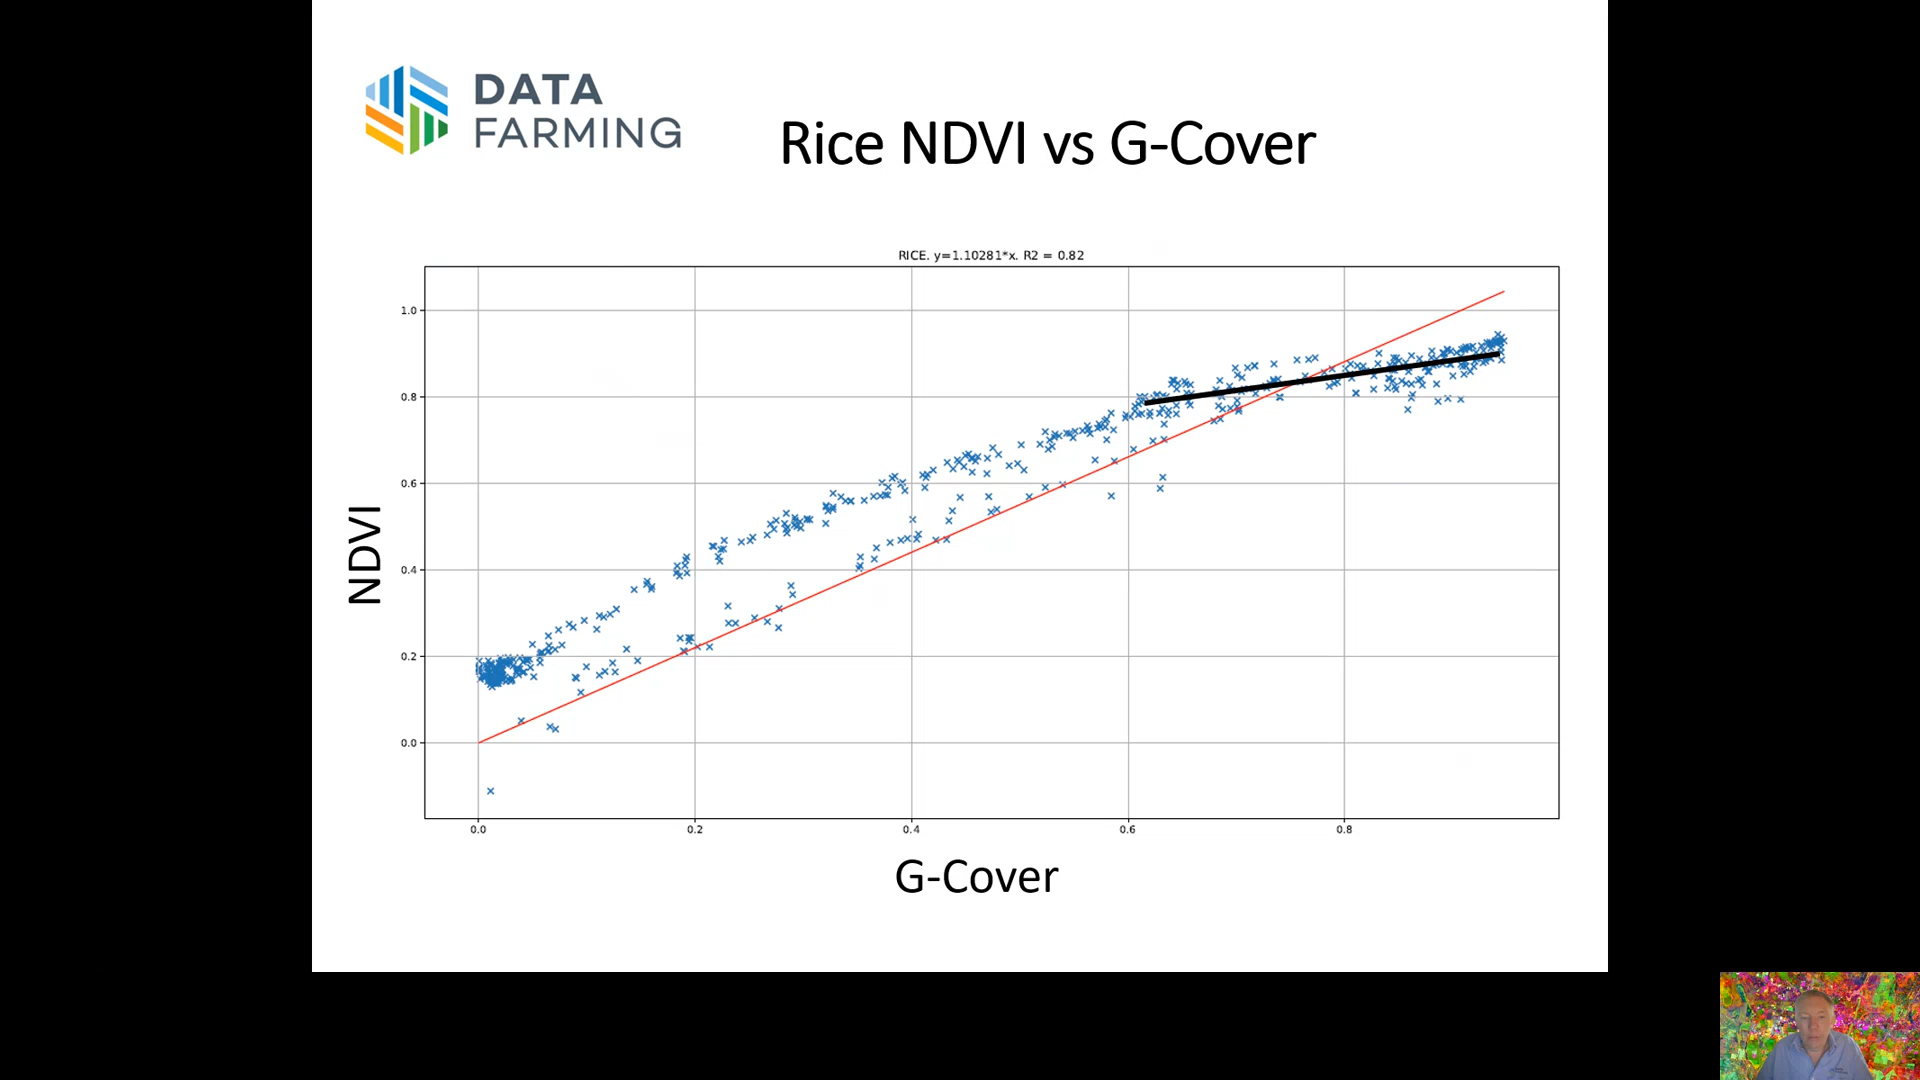 DATA
FARMING
Rice NDVI vs G-Cover
RICE. y=1.10281*x. R2 = 0.82
1.0
0.8
0.6
0.4
0.2
0.0
NDVI
0.0 0.2 0.4 0.6 0.8
G-Cover